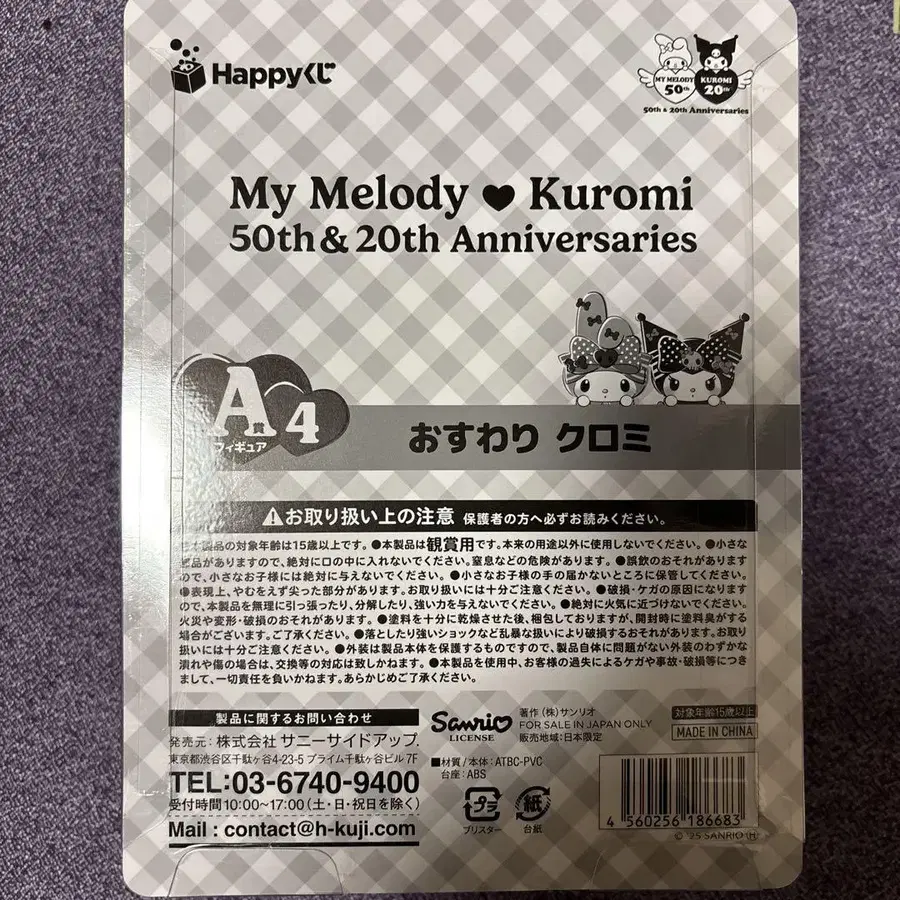 Happyくじ
MY MELODY 50th KUROMI 20th
50th & 20th Anniversaries
My Melody ♥ Kuromi
50th & 20th Anniversaries
A フィギュア 4
おすわり クロミ
⚠お取り扱い上の注意 保護者の方へ必ずお読みください。
製品の対象年齢は15歳以上です。●本製品は観賞用です。本来の用途以外に使用しないでください。●小さな
部品がありますので、絶対に口の中に入れないでください。窒息などの危険があります。●誤飲のおそれがあります
ので、小さなお子様には絶対に与えないでください。●小さなお子様の手の届かないところに保管してください。
●表現上、やむをえず尖った部分があります。お取り扱いには十分ご注意ください。●破損・ケガの原因になります
ので、本製品を無理に引っ張ったり、分解したり、強い力を与えないでください。●絶対に火気に近づけないでください。
火災や変形・破損のおそれがあります。●塗料を十分に乾燥させた後、梱包しておりますが、開封時に塗料臭がする
場合がございます。ご了承ください。●落としたり強いショックなど乱暴な扱いにより破損するおそれがあります。お取り
扱いには十分ご注意ください。●外装は製品本体を保護するものですので、製品自体に問題がない外装のわずかな
潰れや傷の場合は、交換等の対応は致しかねます。●本製品を使用中、お客様の過失によるケガや事故・破損等につき
まして、一切責任を負いかねます。あらかじめご了承ください。
製品に関するお問い合わせ
発売元：株式会社 サニーサイドアップ
東京都渋谷区千駄ヶ谷4-23-5 プライム千駄ヶ谷ビル 7F
TEL:03-6740-9400
受付時間10:00~17:00(土・日・祝日を除く)
Mail : contact@h-kuji.com
Sanrio LICENSE
著作（株）サンリオ
FOR SALE IN JAPAN ONLY
販売地域：日本限定
■材質／本体：ATBC-PVC
台座：ABS
プラ
ブリスター
紙
台紙
対象年齢15歳以上
MADE IN CHINA
4 560256 186683
© '25 SANRIO (H)